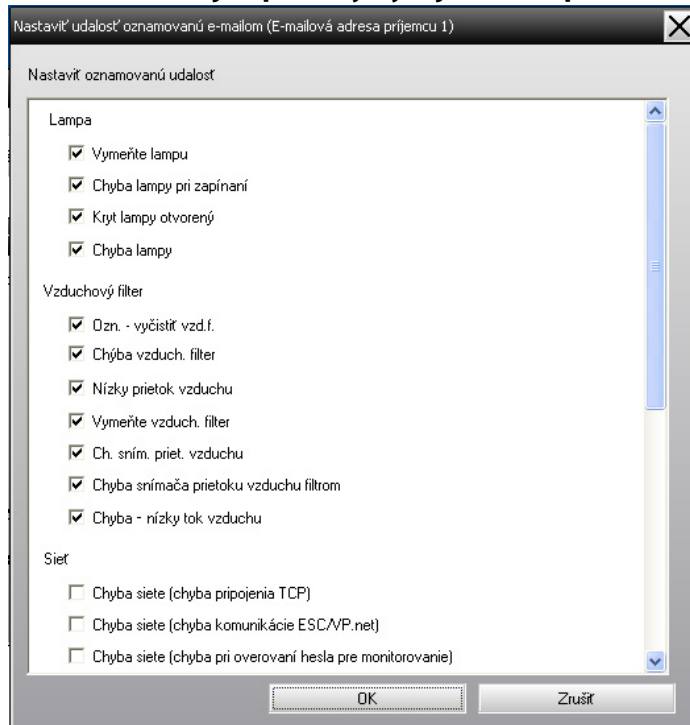 Nastaviť udalosť oznamovanú e-mailom (E-mailová adresa príjemcu 1)
Nastaviť oznamovanú udalosť
Lampa
Vymeňte lampu
Chyba lampy pri zapínaní
Kryt lampy otvorený
Chyba lampy
Vzduchový filter
Ozn. - vyčistiť vzd.f.
Chýba vzduch. filter
Nízky prietok vzduchu
Vymeňte vzduch. filter
Ch. sním. priet. vzduchu
Chyba snímača prietoku vzduchu filtrom
Chyba - nízky tok vzduchu
Sieť
Chyba siete (chyba pripojenia TCP)
Chyba siete (chyba komunikácie ESC/VP.net)
Chyba siete (chyba pri overovaní hesla pre monitorovanie)
OK
Zrušiť